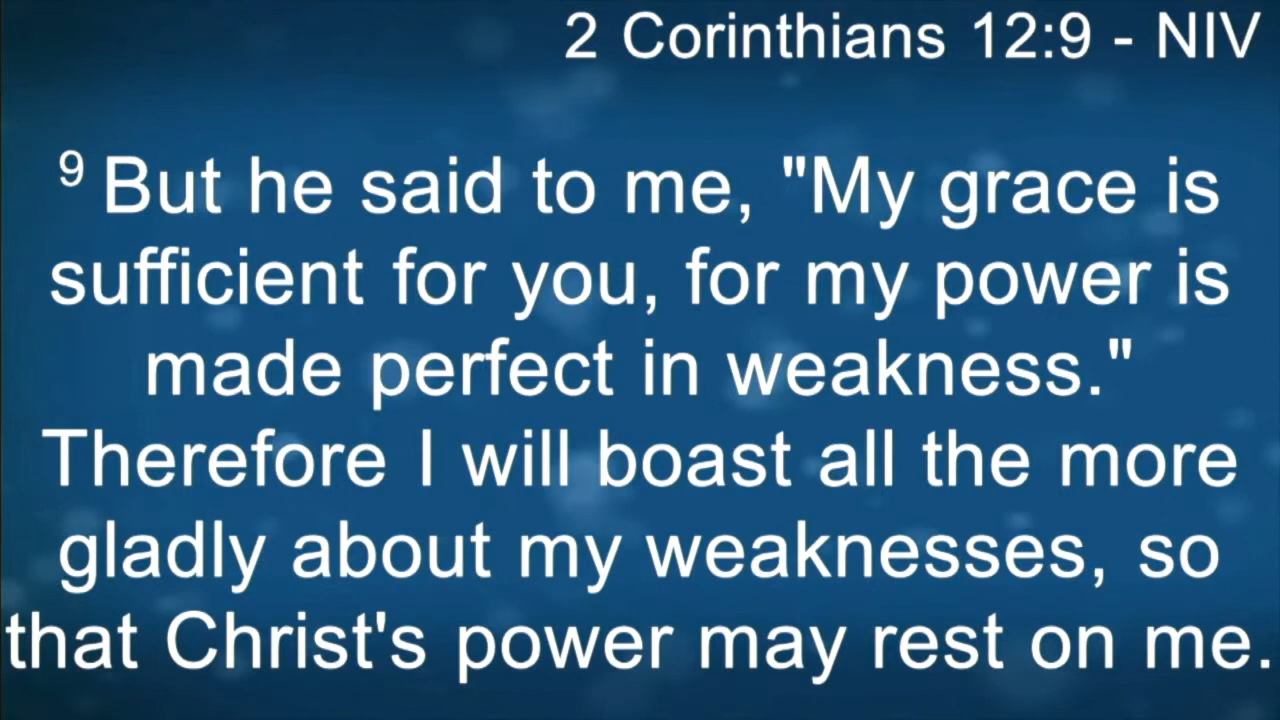 2 Corinthians 12:9 - NIV
9 But he said to me, "My grace is
sufficient for you, for my power is
made perfect in weakness."
Therefore I will boast all the more
gladly about my weaknesses, so
that Christ's power may rest on me.